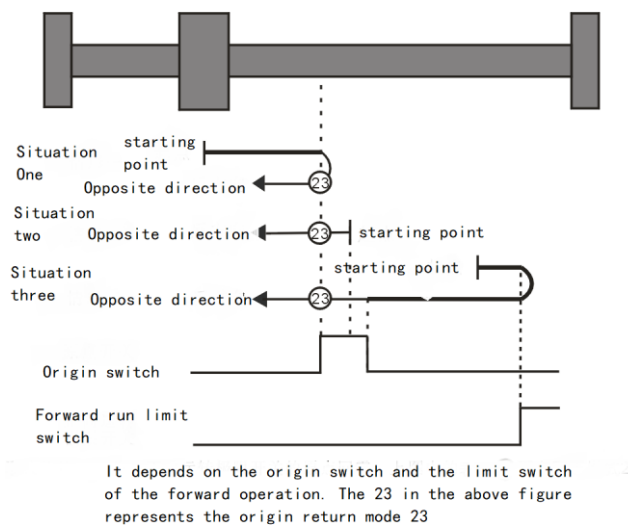 Situation
One
starting
point
Opposite direction
23
Situation
two
Opposite direction
23
starting point
Situation
three
starting point
Opposite direction
23
Origin switch
Forward run limit
switch
It depends on the origin switch and the limit switch
of the forward operation. The 23 in the above figure
represents the origin return mode 23